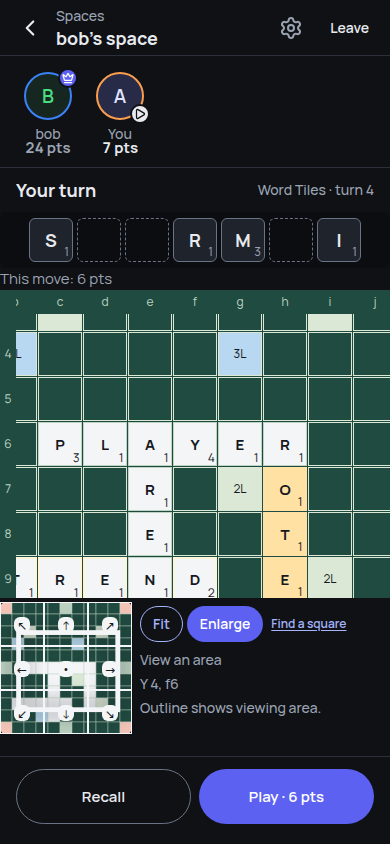 Spaces
bob's space
Leave
B
A
bob
You
24 pts
7 pts
Your turn
Word Tiles · turn 4
S 1
R 1
M 3
I 1
This move: 6 pts
c d e f g h i j
4 L 3L
5
6 P 3 L 1 A 1 Y 4 E 1 R 1
7 R 1 2L O 1
8 E 1 T 1
9 1 R 1 E 1 N 1 D 2 E 1 2L
Fit
Enlarge
Find a square
View an area
Y 4, f6
Outline shows viewing area.
Recall
Play · 6 pts